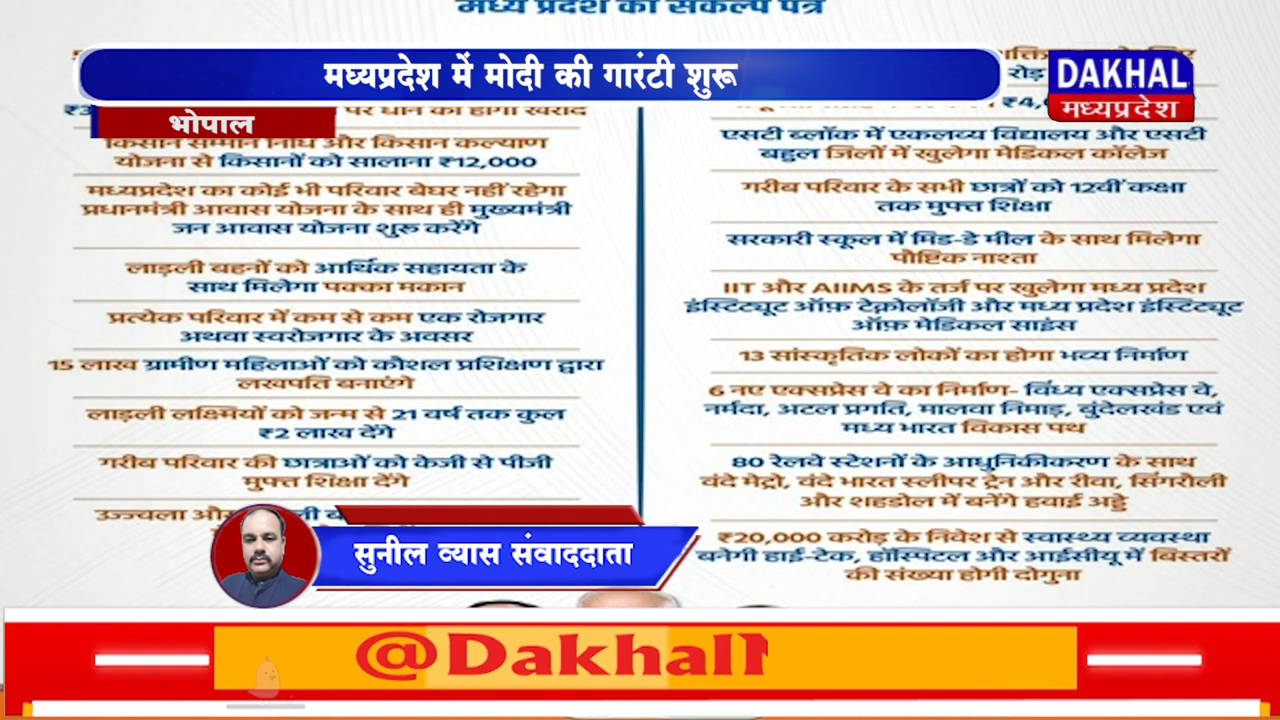 मध्य प्रदेश का संकल्प पत्र
मध्यप्रदेश में मोदी की गारंटी शुरू
DAKHAL
मध्यप्रदेश
भोपाल
पर धान की होगी खरीद
किसान सम्मान निधि और किसान कल्याण
योजना से किसानों को सालाना ₹12,000
मध्यप्रदेश का कोई भी परिवार बेघर नहीं रहेगा
प्रधानमंत्री आवास योजना के साथ ही मुख्यमंत्री
जन आवास योजना शुरू करेंगे
लाड़ली बहनों को आर्थिक सहायता के
साथ मिलेगा पक्का मकान
प्रत्येक परिवार में कम से कम एक रोजगार
अथवा स्वरोजगार के अवसर
15 लाख ग्रामीण महिलाओं को कौशल प्रशिक्षण द्वारा
लखपति बनाएंगे
लाड़ली लक्ष्मियों को जन्म से 21 वर्ष तक कुल
₹2 लाख देंगे
गरीब परिवार की छात्राओं को केजी से पीजी
मुफ्त शिक्षा देंगे
उज्ज्वला और
एसटी ब्लॉक में एकलव्य विद्यालय और एसटी
बहुल जिलों में खुलेगा मेडिकल कॉलेज
गरीब परिवार के सभी छात्रों को 12वीं कक्षा
तक मुफ्त शिक्षा
सरकारी स्कूल में मिड-डे मील के साथ मिलेगा
पौष्टिक नाश्ता
IIT और AIIMS के तर्ज पर खुलेगा मध्य प्रदेश
इंस्टिट्यूट ऑफ़ टेक्नोलॉजी और मध्य प्रदेश इंस्टिट्यूट
ऑफ़ मेडिकल साइंस
13 सांस्कृतिक लोकों का होगा भव्य निर्माण
6 नए एक्सप्रेस वे का निर्माण- विंध्य एक्सप्रेस वे,
नर्मदा, अटल प्रगति, मालवा निमाड़, बुंदेलखंड एवं
मध्य भारत विकास पथ
80 रेलवे स्टेशनों के आधुनिकीकरण के साथ
वंदे मेट्रो, वंदे भारत स्लीपर ट्रेन और रीवा, सिंगरौली
और शहडोल में बनेंगे हवाई अड्डे
₹20,000 करोड़ के निवेश से स्वास्थ्य व्यवस्था
बनेगी हाई-टेक, हॉस्पिटल और आईसीयू में बिस्तरों
की संख्या होगी दोगुना
सुनील व्यास संवाददाता
@Dakhal